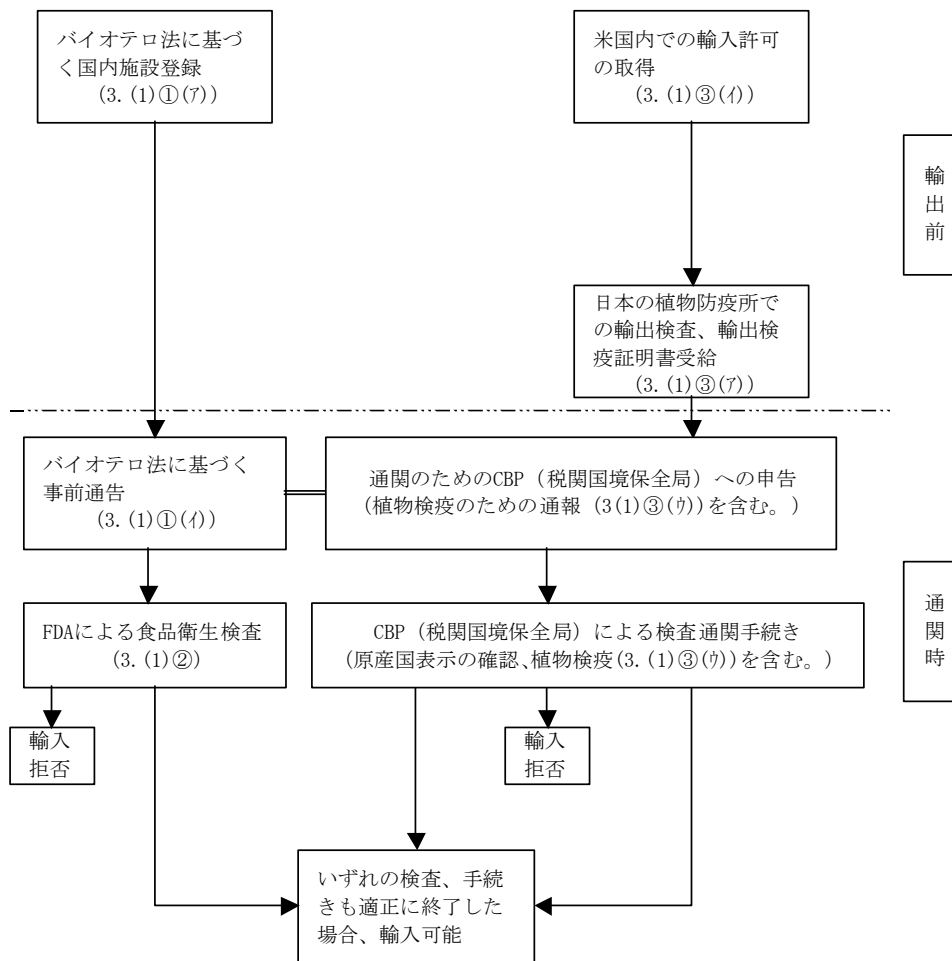 バイオテロ法に基づ
く国内施設登録
(3.(1)①(ｱ))
米国内での輸入許可
の取得
(3.(1)③(ｲ))
輸
出
前
日本の植物防疫所で
の輸出検査、輸出検
疫証明書受給
(3.(1)③(ｱ))
バイオテロ法に基づく
事前通告
(3.(1)①(ｲ))
通関のためのCBP（税関国境保全局）への申告
(植物検疫のための通報（3(1)③(ｳ))を含む。)
通
関
時
FDAによる食品衛生検査
(3.(1)②)
CBP（税関国境保全局）による検査通関手続き
(原産国表示の確認、植物検疫(3.(1)③(ｳ))を含む。)
輸入
拒否
輸入
拒否
いずれの検査、手続
きも適正に終了した
場合、輸入可能